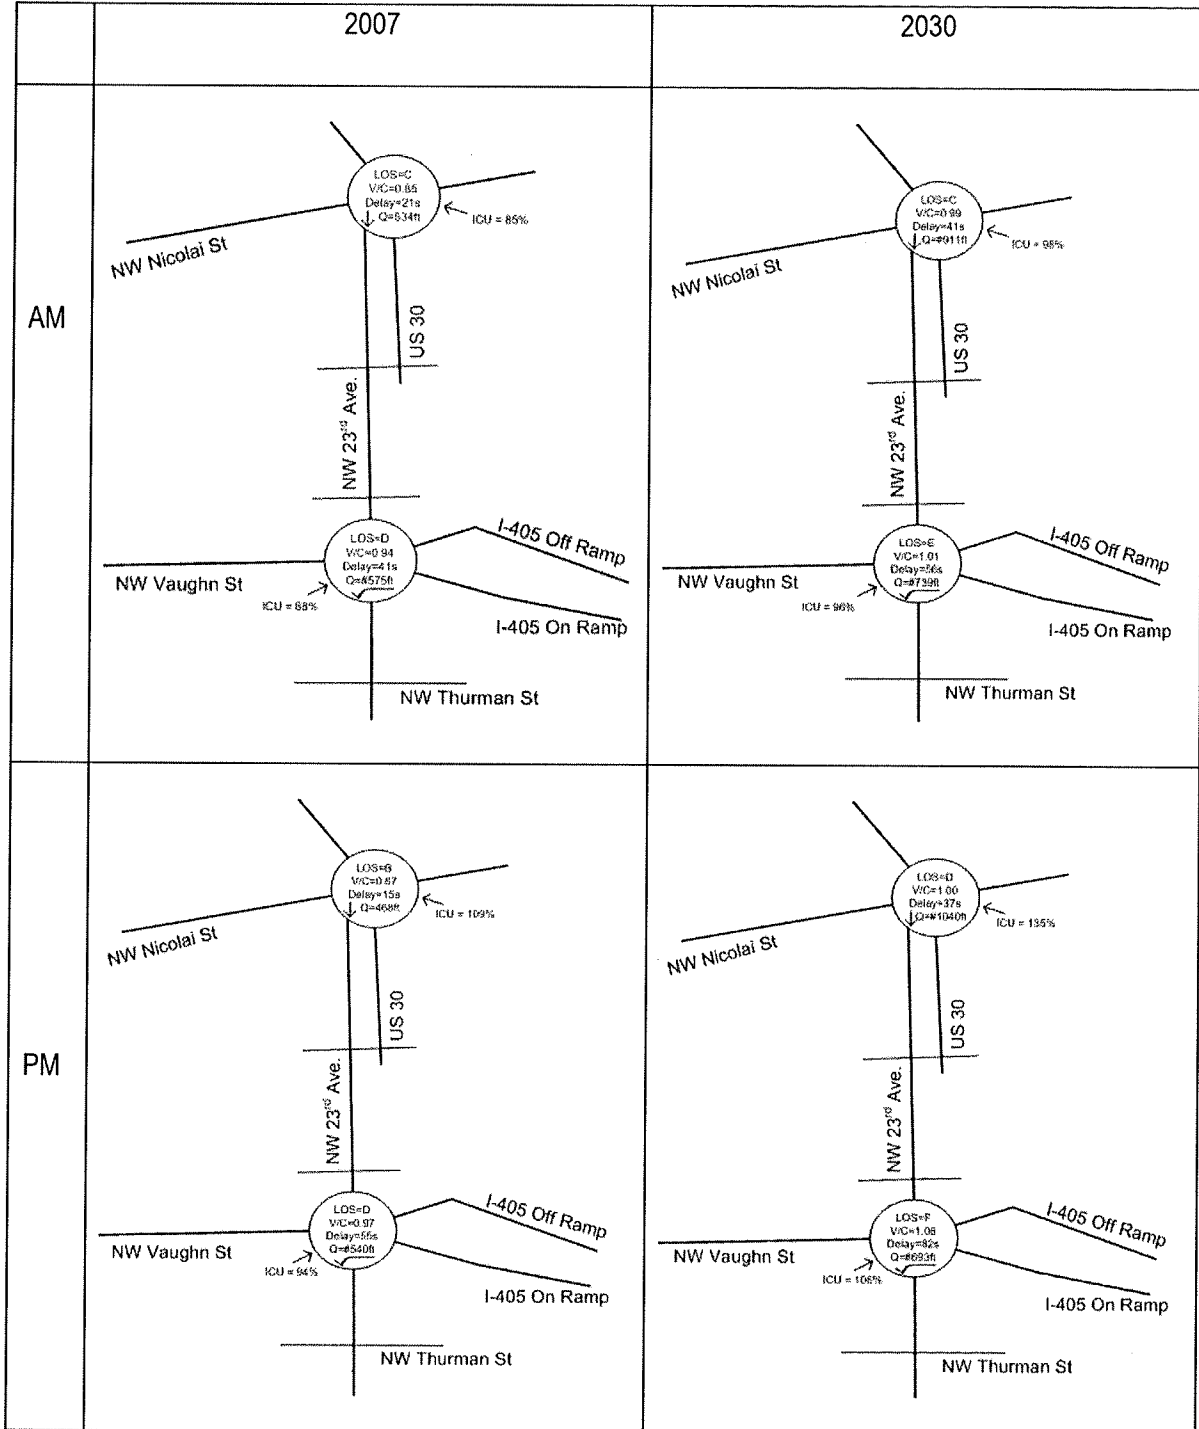 2007
2030
AM
LOS=C
V/C=0.85
Delay=21s
Q=634ft
ICU = 85%
NW Nicolai St
US 30
NW 23rd Ave.
LOS=D
V/C=0.94
Delay=41s
Q=#575ft
NW Vaughn St
ICU = 88%
I-405 Off Ramp
I-405 On Ramp
NW Thurman St
LOS=C
V/C=0.99
Delay=41s
Q=#911ft
ICU = 98%
NW Nicolai St
US 30
NW 23rd Ave.
LOS=E
V/C=1.01
Delay=56s
Q=#739ft
NW Vaughn St
ICU = 96%
I-405 Off Ramp
I-405 On Ramp
NW Thurman St
PM
LOS=B
V/C=0.87
Delay=15s
Q=468ft
ICU = 109%
NW Nicolai St
US 30
NW 23rd Ave.
LOS=D
V/C=0.97
Delay=55s
Q=#540ft
NW Vaughn St
ICU = 94%
I-405 Off Ramp
I-405 On Ramp
NW Thurman St
LOS=D
V/C=1.00
Delay=37s
Q=#1040ft
ICU = 135%
NW Nicolai St
US 30
NW 23rd Ave.
LOS=F
Delay=82s
Q=#693ft
NW Vaughn St
ICU = 106%
I-405 Off Ramp
I-405 On Ramp
NW Thurman St